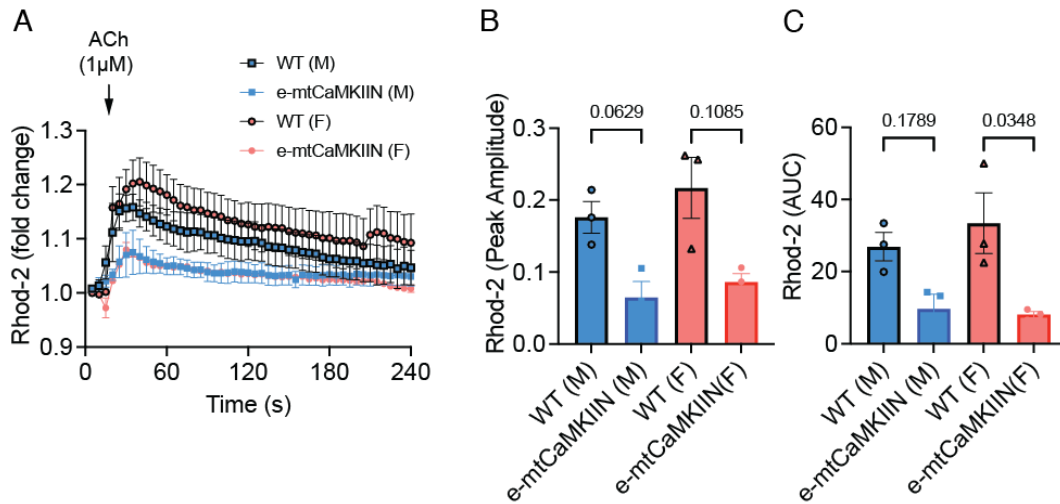 A
ACh
(1µM)
WT (M)
e-mtCaMKIIN (M)
WT (F)
e-mtCaMKIIN (F)
Rhod-2 (fold change)
1.3
1.2
1.1
1.0
0.9
0
60
120
180
240
Time (s)
B
0.0629
0.1085
Rhod-2 (Peak Amplitude)
0.3
0.2
0.1
0.0
WT (M)
e-mtCaMKIIN (M)
WT (F)
e-mtCaMKIIN(F)
C
0.1789
0.0348
Rhod-2 (AUC)
60
40
20
0
WT (M)
e-mtCaMKIIN (M)
WT (F)
e-mtCaMKIIN(F)